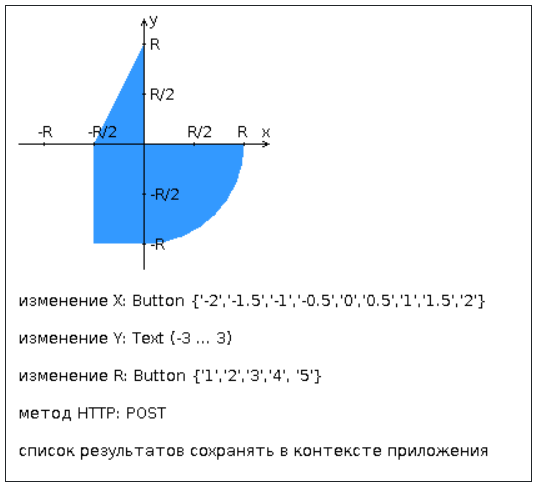 y
R
R/2
-R
-R/2
R/2
R
x
-R/2
-R
изменение X: Button {'-2','-1.5','-1','-0.5','0','0.5','1','1.5','2'}
изменение Y: Text (-3 ... 3)
изменение R: Button {'1','2','3','4', '5'}
метод HTTP: POST
список результатов сохранять в контексте приложения